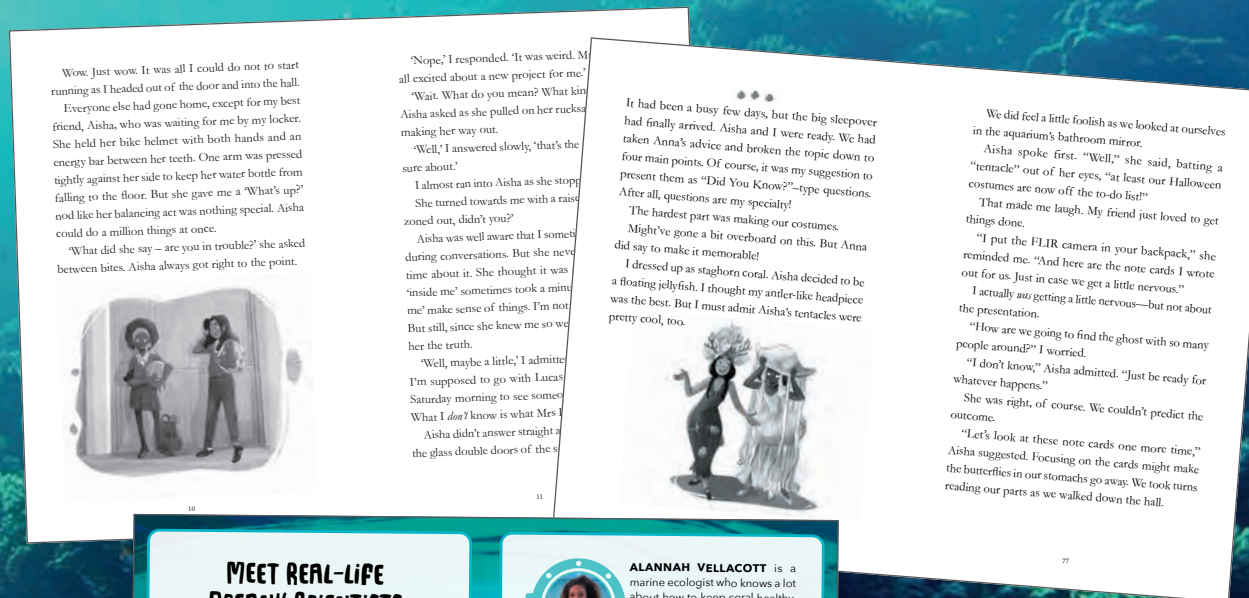 Wow. Just wow. It was all I could do not to start
running as I headed out of the door and into the hall.
Everyone else had gone home, except for my best
friend, Aisha, who was waiting for me by my locker.
She held her bike helmet with both hands and an
energy bar between her teeth. One arm was pressed
tightly against her side to keep her water bottle from
falling to the floor. But she gave me a ‘What’s up?’
nod like her balancing act was nothing special. Aisha
could do a million things at once.
‘What did she say – are you in trouble?’ she asked
between bites. Aisha always got right to the point.
10
‘Nope,’ I responded. ‘It was weird.
all excited about a new project for me.’
‘Wait. What do you mean? What
Aisha asked as she pulled on her
making her way out.
‘Well,’ I answered slowly, ‘that’s the
sure about.’
I almost ran into Aisha as she
She turned towards me with a
zoned out, didn’t you?’
Aisha was well aware that I
during conversations. But she
time about it. She thought it was
‘inside me’ sometimes took a
me’ make sense of things. I’m not
But still, since she knew me so
her the truth.
‘Well, maybe a little,’ I
I’m supposed to go with Lucas
Saturday morning to see
What I don’t know is what Mrs
Aisha didn’t answer straight
the glass double doors of the
11
It had been a busy few days, but the big sleepover
had finally arrived. Aisha and I were ready. We had
taken Anna’s advice and broken the topic down to
four main points. Of course, it was my suggestion to
present them as “Did You Know?”–type questions.
After all, questions are my specialty!
The hardest part was making our costumes.
Might’ve gone a bit overboard on this. But Anna
did say to make it memorable!
I dressed up as staghorn coral. Aisha decided to be
a floating jellyfish. I thought my antler-like headpiece
was the best. But I must admit Aisha’s tentacles were
pretty cool, too.
We did feel a little foolish as we looked at ourselves
in the aquarium’s bathroom mirror.
Aisha spoke first. “Well,” she said, batting a
“tentacle” out of her eyes, “at least our Halloween
costumes are now off the to-do list!”
That made me laugh. My friend just loved to get
things done.
“I put the FLIR camera in your backpack,” she
reminded me. “And here are the note cards I wrote
out for us. Just in case we get a little nervous.”
I actually was getting a little nervous—but not about
the presentation.
“How are we going to find the ghost with so many
people around?” I worried.
“I don’t know,” Aisha admitted. “Just be ready for
whatever happens.”
She was right, of course. We couldn’t predict the
outcome.
“Let’s look at these note cards one more time,”
Aisha suggested. Focusing on the cards might make
the butterflies in our stomachs go away. We took turns
reading our parts as we walked down the hall.
77
MEET REAL-LIFE
ALANNAH VELLACOTT is a
marine ecologist who knows a lot
about how to keep coral healthy